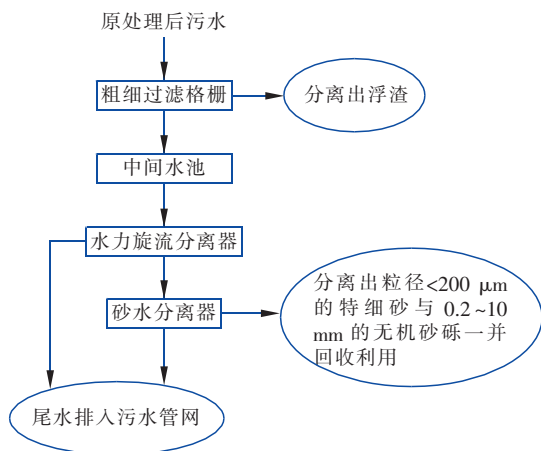 原处理后污水
粗细过滤格栅
分离出浮渣
中间水池
水力旋流分离器
砂水分离器
分离出粒径<200 μm
的特细砂与 0.2~10
mm 的无机砂砾一并
回收利用
尾水排入污水管网